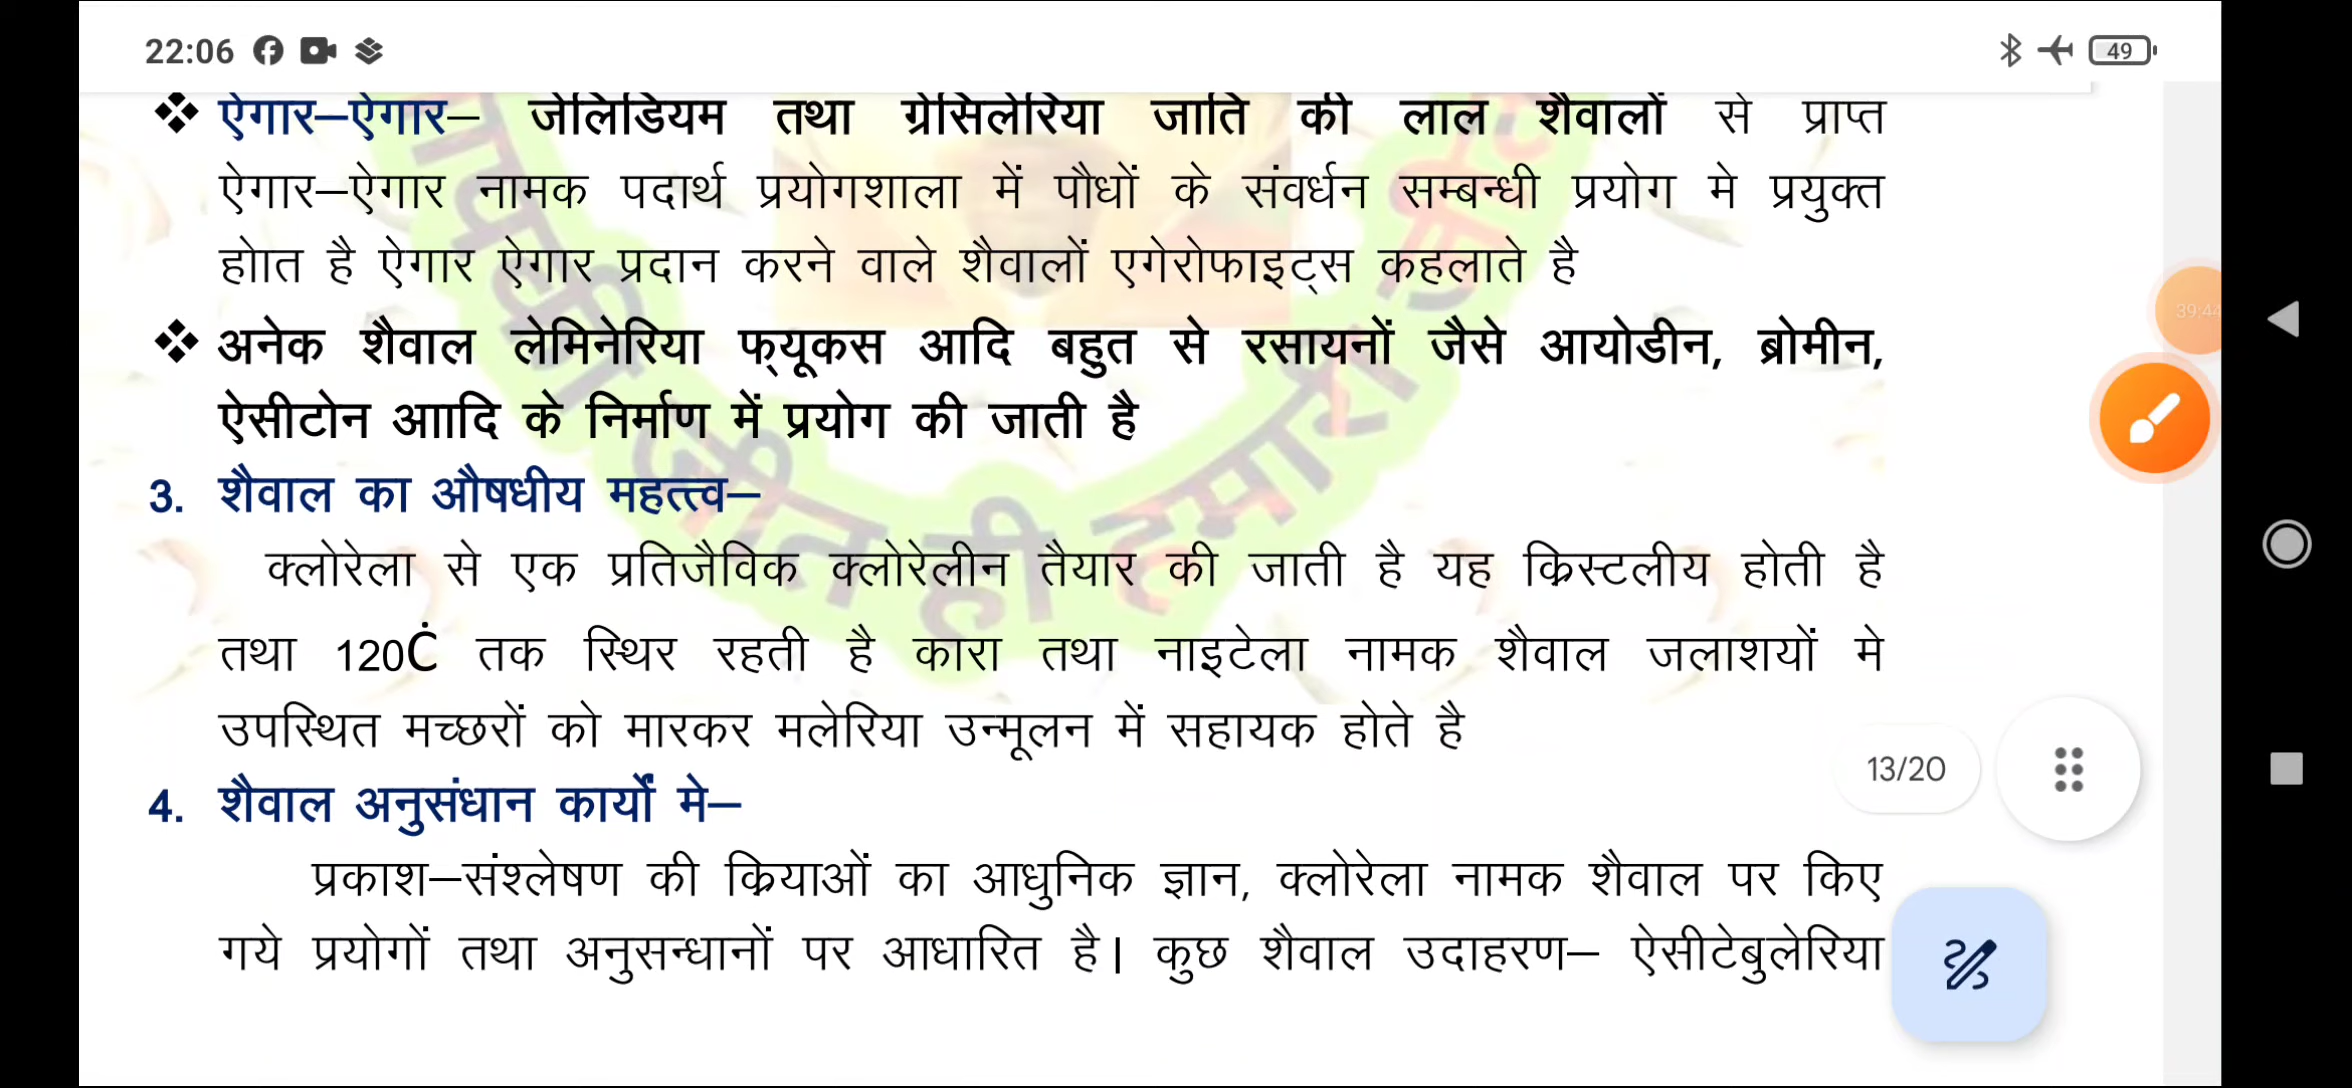 22:06
49
❖ ऐगार–ऐगार– जेलिडियम तथा ग्रेसिलेरिया जाति की लाल शैवालों से प्राप्त
ऐगार–ऐगार नामक पदार्थ प्रयोगशाला में पौधों के संवर्धन सम्बन्धी प्रयोग मे प्रयुक्त
होात है ऐगार ऐगार प्रदान करने वाले शैवालों एगेरोफाइट्स कहलाते है
39:44
❖ अनेक शैवाल लेमिनेरिया फ्यूकस आदि बहुत से रसायनों जैसे आयोडीन, ब्रोमीन,
ऐसीटोन आादि के निर्माण में प्रयोग की जाती है
3. शैवाल का औषधीय महत्त्व–
क्लोरेला से एक प्रतिजैविक क्लोरेलीन तैयार की जाती है यह क्रिस्टलीय होती है
तथा 120Ċ तक स्थिर रहती है कारा तथा नाइटेला नामक शैवाल जलाशयों मे
उपस्थित मच्छरों को मारकर मलेरिया उन्मूलन में सहायक होते है
13/20
4. शैवाल अनुसंधान कार्यों मे–
प्रकाश–संश्लेषण की क्रियाओं का आधुनिक ज्ञान, क्लोरेला नामक शैवाल पर किए
गये प्रयोगों तथा अनुसन्धानों पर आधारित है। कुछ शैवाल उदाहरण– ऐसीटेबुलेरिया
जीत ही हमारी